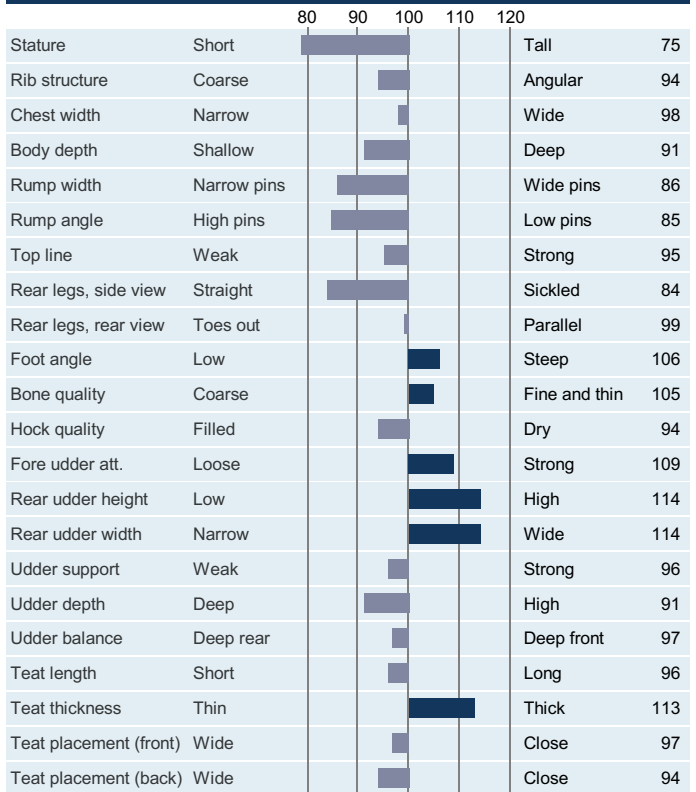 80 90 100 110 120
Stature Short Tall 75
Rib structure Coarse Angular 94
Chest width Narrow Wide 98
Body depth Shallow Deep 91
Rump width Narrow pins Wide pins 86
Rump angle High pins Low pins 85
Top line Weak Strong 95
Rear legs, side view Straight Sickled 84
Rear legs, rear view Toes out Parallel 99
Foot angle Low Steep 106
Bone quality Coarse Fine and thin 105
Hock quality Filled Dry 94
Fore udder att. Loose Strong 109
Rear udder height Low High 114
Rear udder width Narrow Wide 114
Udder support Weak Strong 96
Udder depth Deep High 91
Udder balance Deep rear Deep front 97
Teat length Short Long 96
Teat thickness Thin Thick 113
Teat placement (front) Wide Close 97
Teat placement (back) Wide Close 94